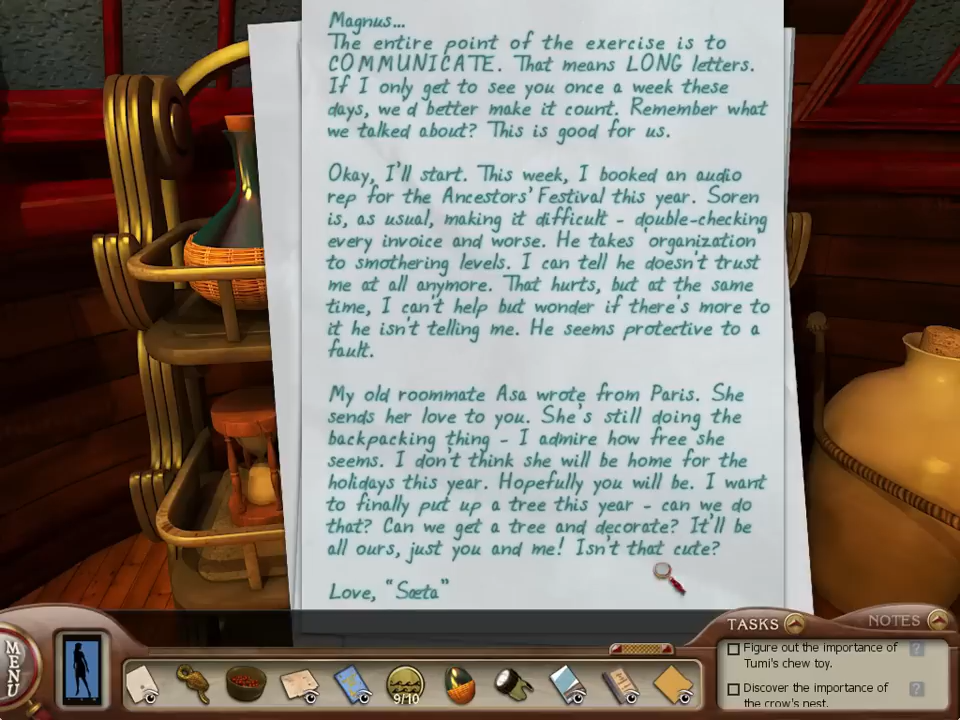 Magnus...
The entire point of the exercise is to
COMMUNICATE. That means LONG letters.
If I only get to see you once a week these
days, we'd better make it count. Remember what
we talked about? This is good for us.
Okay, I'll start. This week, I booked an audio
rep for the Ancestors' Festival this year. Soren
is, as usual, making it difficult - double-checking
every invoice and worse. He takes 'organization'
to smothering levels. I can tell he doesn't trust
me at all anymore. That hurts, but at the same
time, I can't help but wonder if there's more to
it he isn't telling me. He seems protective to a
fault.
My old roommate Asa wrote from Paris. She
sends her love to you. She's still doing the
backpacking thing - I admire how free she
seems. I don't think she will be home for the
holidays this year. Hopefully you will be. I want
to finally put up a tree this year - can we do
that? Can we get a tree and decorate? It'll be
all ours, just you and me! Isn't that cute?
Love, "Sœta"
MENU
9/10
TASKS
NOTES
Figure out the importance of
Tumi's chew toy.
Discover the importance of
the crow's nest.